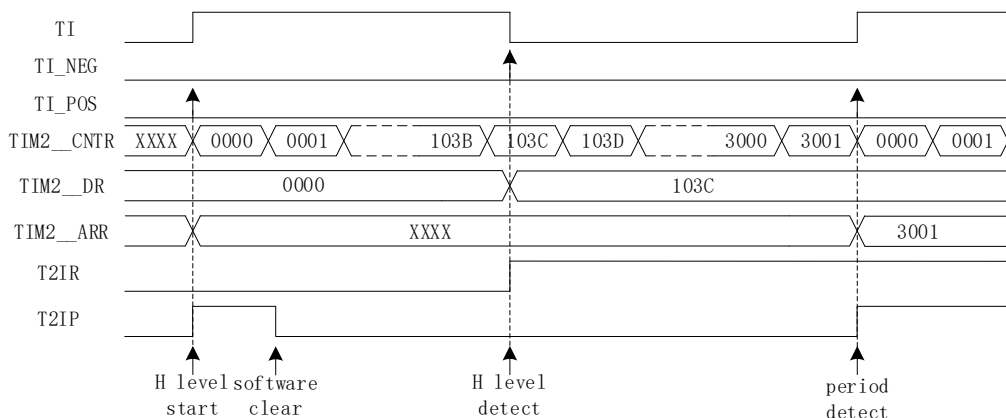 TI
TI_NEG
TI_POS
TIM2__CNTR XXXX 0000 0001 103B 103C 103D 3000 3001 0000 0001
TIM2__DR 0000 103C
TIM2__ARR XXXX 3001
T2IR
T2IP
H level start
software clear
H level detect
period detect